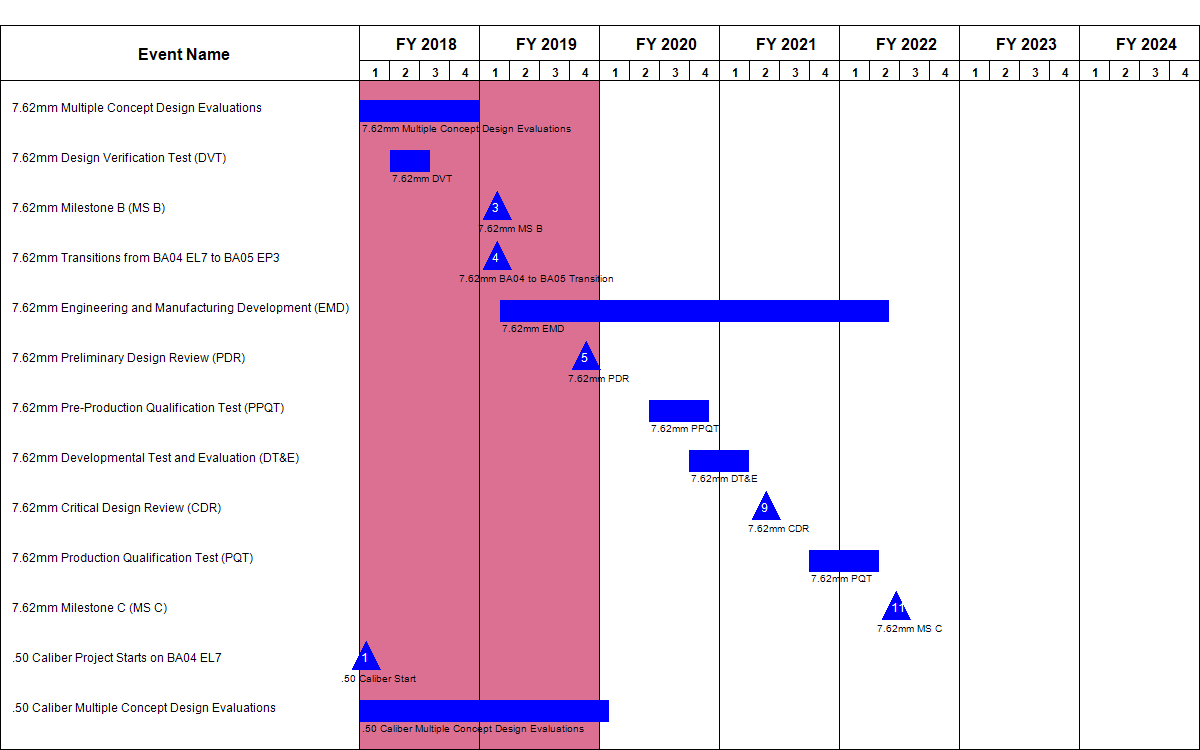 Event Name
FY 2018 FY 2019 FY 2020 FY 2021 FY 2022 FY 2023 FY 2024
1 2 3 4 1 2 3 4 1 2 3 4 1 2 3 4 1 2 3 4 1 2 3 4 1 2 3 4
7.62mm Multiple Concept Design Evaluations
7.62mm Multiple Concept Design Evaluations
7.62mm Design Verification Test (DVT)
7.62mm DVT
7.62mm Milestone B (MS B)
3
7.62mm MS B
7.62mm Transitions from BA04 EL7 to BA05 EP3
4
7.62mm BA04 to BA05 Transition
7.62mm Engineering and Manufacturing Development (EMD)
7.62mm EMD
7.62mm Preliminary Design Review (PDR)
5
7.62mm PDR
7.62mm Pre-Production Qualification Test (PPQT)
7.62mm PPQT
7.62mm Developmental Test and Evaluation (DT&E)
7.62mm DT&E
7.62mm Critical Design Review (CDR)
9
7.62mm CDR
7.62mm Production Qualification Test (PQT)
7.62mm PQT
7.62mm Milestone C (MS C)
11
7.62mm MS C
.50 Caliber Project Starts on BA04 EL7
1
.50 Caliber Start
.50 Caliber Multiple Concept Design Evaluations
.50 Caliber Multiple Concept Design Evaluations